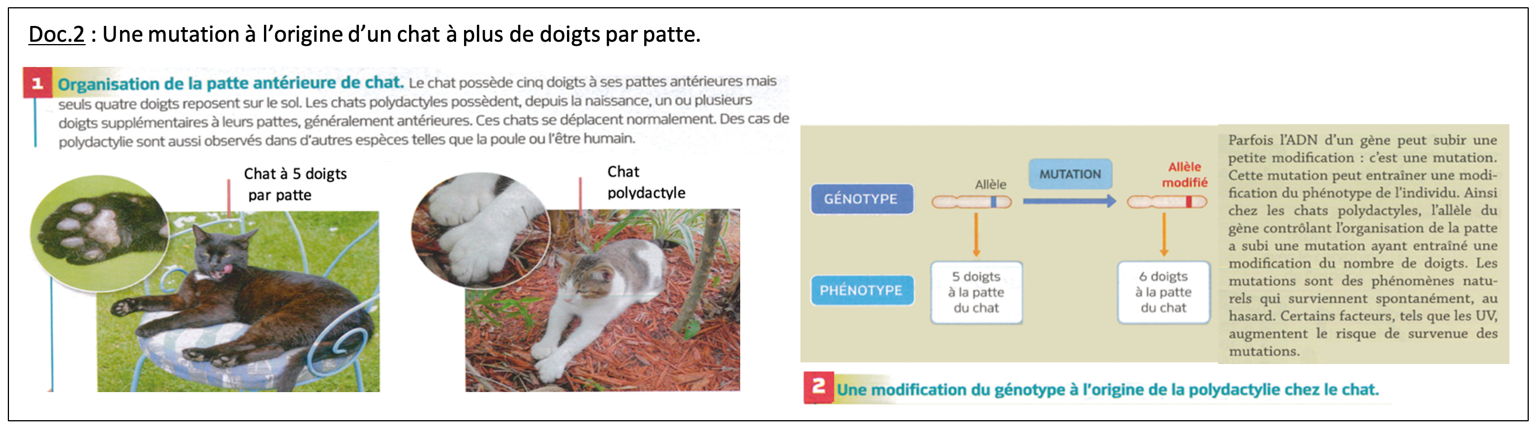 Doc.2 : Une mutation à l’origine d’un chat à plus de doigts par patte.
1 Organisation de la patte antérieure de chat. Le chat possède cinq doigts à ses pattes antérieures mais
seuls quatre doigts reposent sur le sol. Les chats polydactyles possèdent, depuis la naissance, un ou plusieurs
doigts supplémentaires à leurs pattes, généralement antérieures. Ces chats se déplacent normalement. Des cas de
polydactylie sont aussi observés dans d’autres espèces telles que la poule ou l’être humain.
Chat à 5 doigts
par patte
Chat
polydactyle
GÉNOTYPE
Allèle
MUTATION
Allèle
modifié
PHÉNOTYPE
5 doigts
à la patte
du chat
6 doigts
à la patte
du chat
Parfois l’ADN d’un gène peut subir une
petite modification : c’est une mutation.
Cette mutation peut entraîner une modi-
fication du phénotype de l’individu. Ainsi
chez les chats polydactyles, l’allèle du
gène contrôlant l’organisation de la patte
a subi une mutation ayant entraîné une
modification du nombre de doigts. Les
mutations sont des phénomènes natu-
rels qui surviennent spontanément, au
hasard. Certains facteurs, tels que les UV,
augmentent le risque de survenue des
mutations.
2 Une modification du génotype à l’origine de la polydactylie chez le chat.